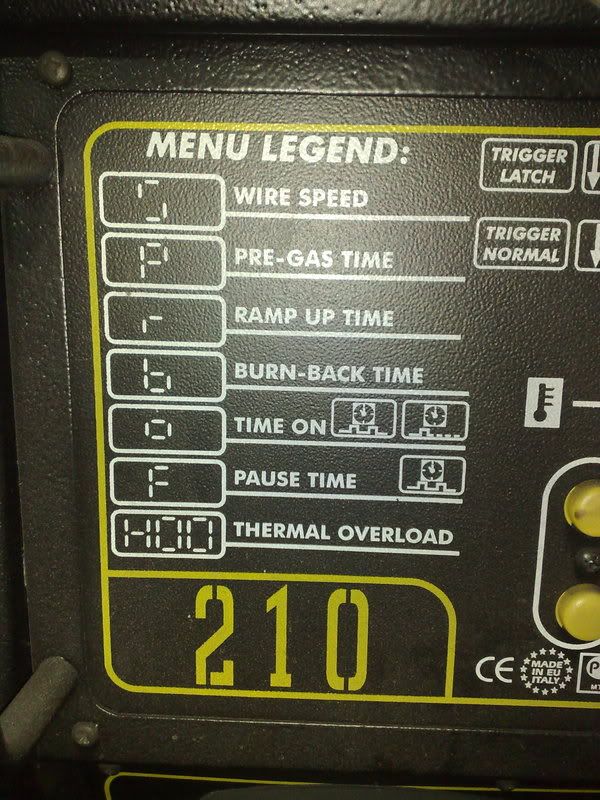 MENU LEGEND:
TRIGGER
LATCH
S WIRE SPEED
TRIGGER
NORMAL
P PRE-GAS TIME
r RAMP UP TIME
b BURN-BACK TIME
o TIME ON
F PAUSE TIME
H00 THERMAL OVERLOAD
210
CE
MADE IN EU
ITALY